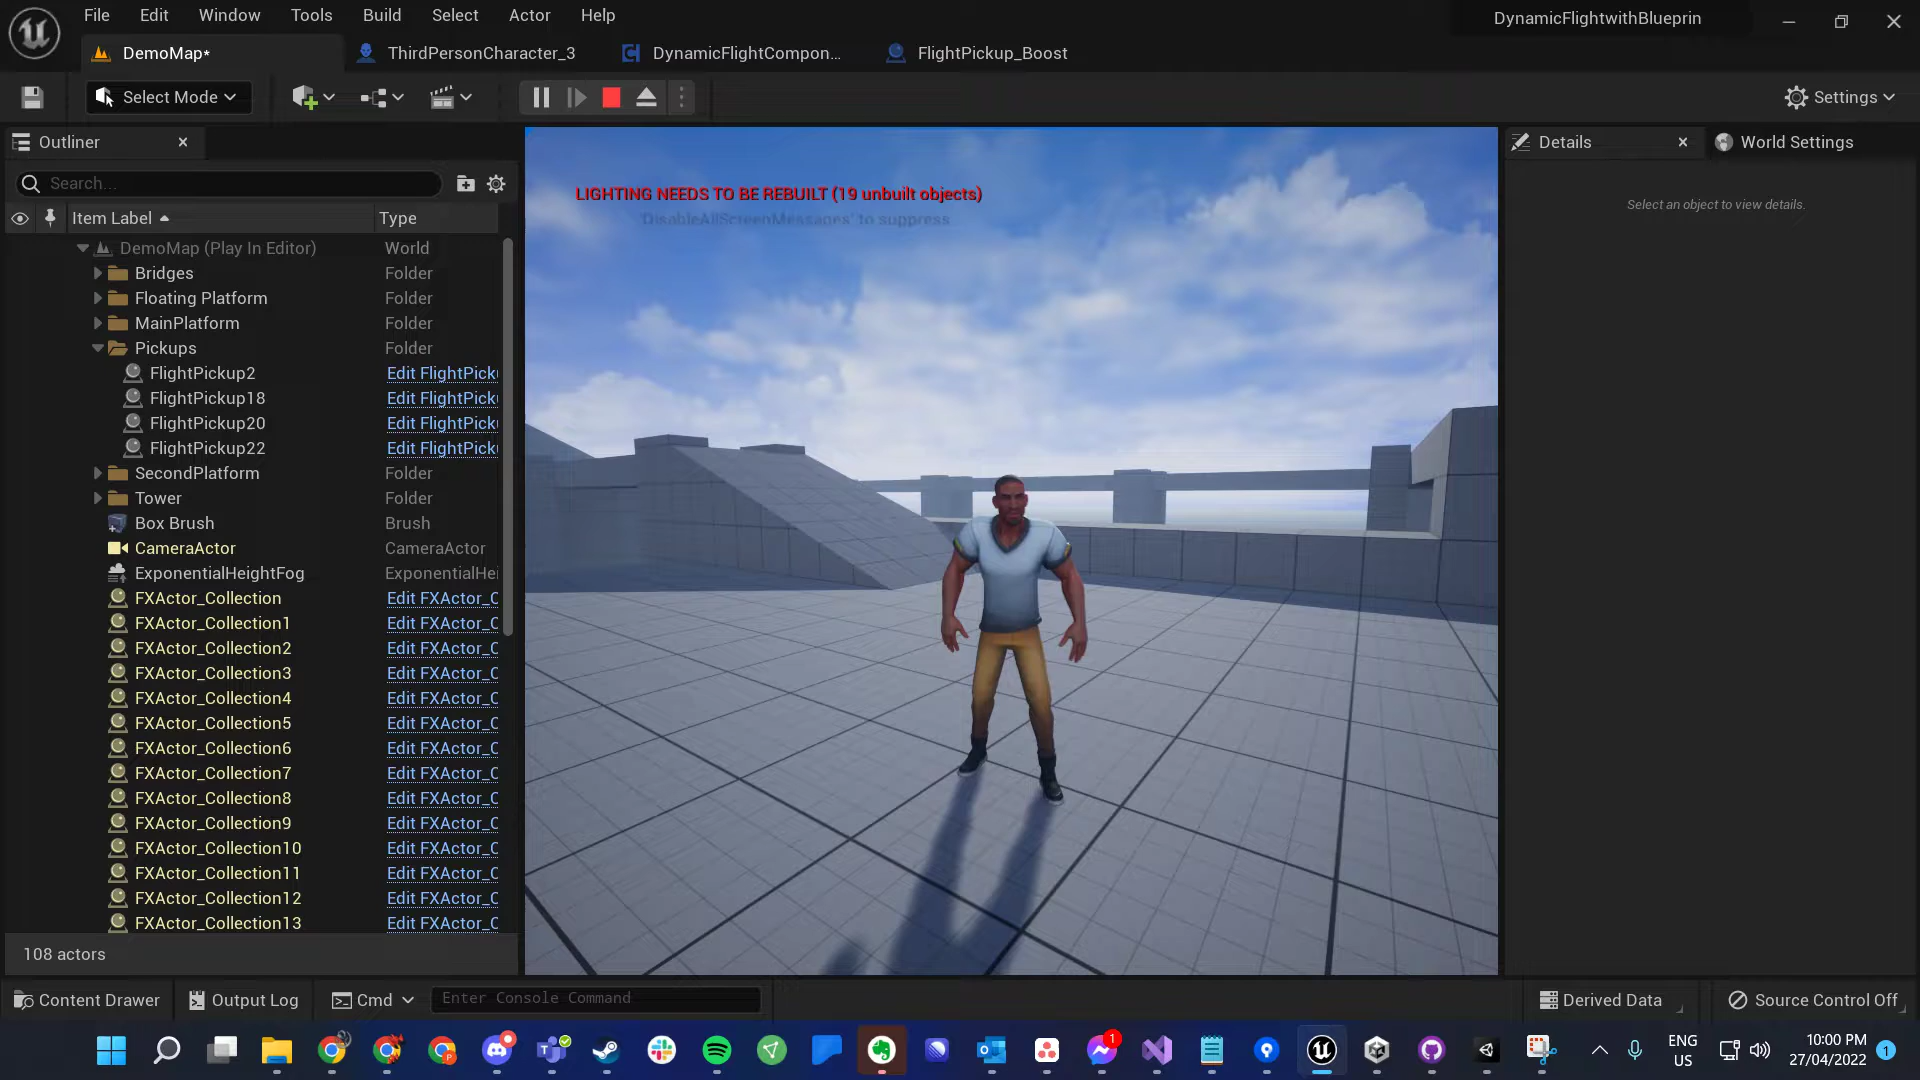 File Edit Window Tools Build Select Actor Help
DynamicFlightwithBlueprin
DemoMap* ThirdPersonCharacter_3 DynamicFlightCompon... FlightPickup_Boost
Select Mode
Settings
Outliner
Details
World Settings
Search...
Item Label Type
Select an object to view details.
LIGHTING NEEDS TO BE REBUILT (19 unbuilt objects)
'DisableAllScreenMessages' to suppress
DemoMap (Play In Editor) World
Bridges Folder
Floating Platform Folder
MainPlatform Folder
Pickups Folder
FlightPickup2 Edit FlightPick
FlightPickup18 Edit FlightPick
FlightPickup20 Edit FlightPick
FlightPickup22 Edit FlightPick
SecondPlatform Folder
Tower Folder
Box Brush Brush
CameraActor CameraActor
ExponentialHeightFog ExponentialHei
FXActor_Collection Edit FXActor_C
FXActor_Collection1 Edit FXActor_C
FXActor_Collection2 Edit FXActor_C
FXActor_Collection3 Edit FXActor_C
FXActor_Collection4 Edit FXActor_C
FXActor_Collection5 Edit FXActor_C
FXActor_Collection6 Edit FXActor_C
FXActor_Collection7 Edit FXActor_C
FXActor_Collection8 Edit FXActor_C
FXActor_Collection9 Edit FXActor_C
FXActor_Collection10 Edit FXActor_C
FXActor_Collection11 Edit FXActor_C
FXActor_Collection12 Edit FXActor_C
FXActor_Collection13 Edit FXActor_C
108 actors
Content Drawer Output Log Cmd Enter Console Command Derived Data Source Control Off
ENG
US
10:00 PM
27/04/2022
1
1